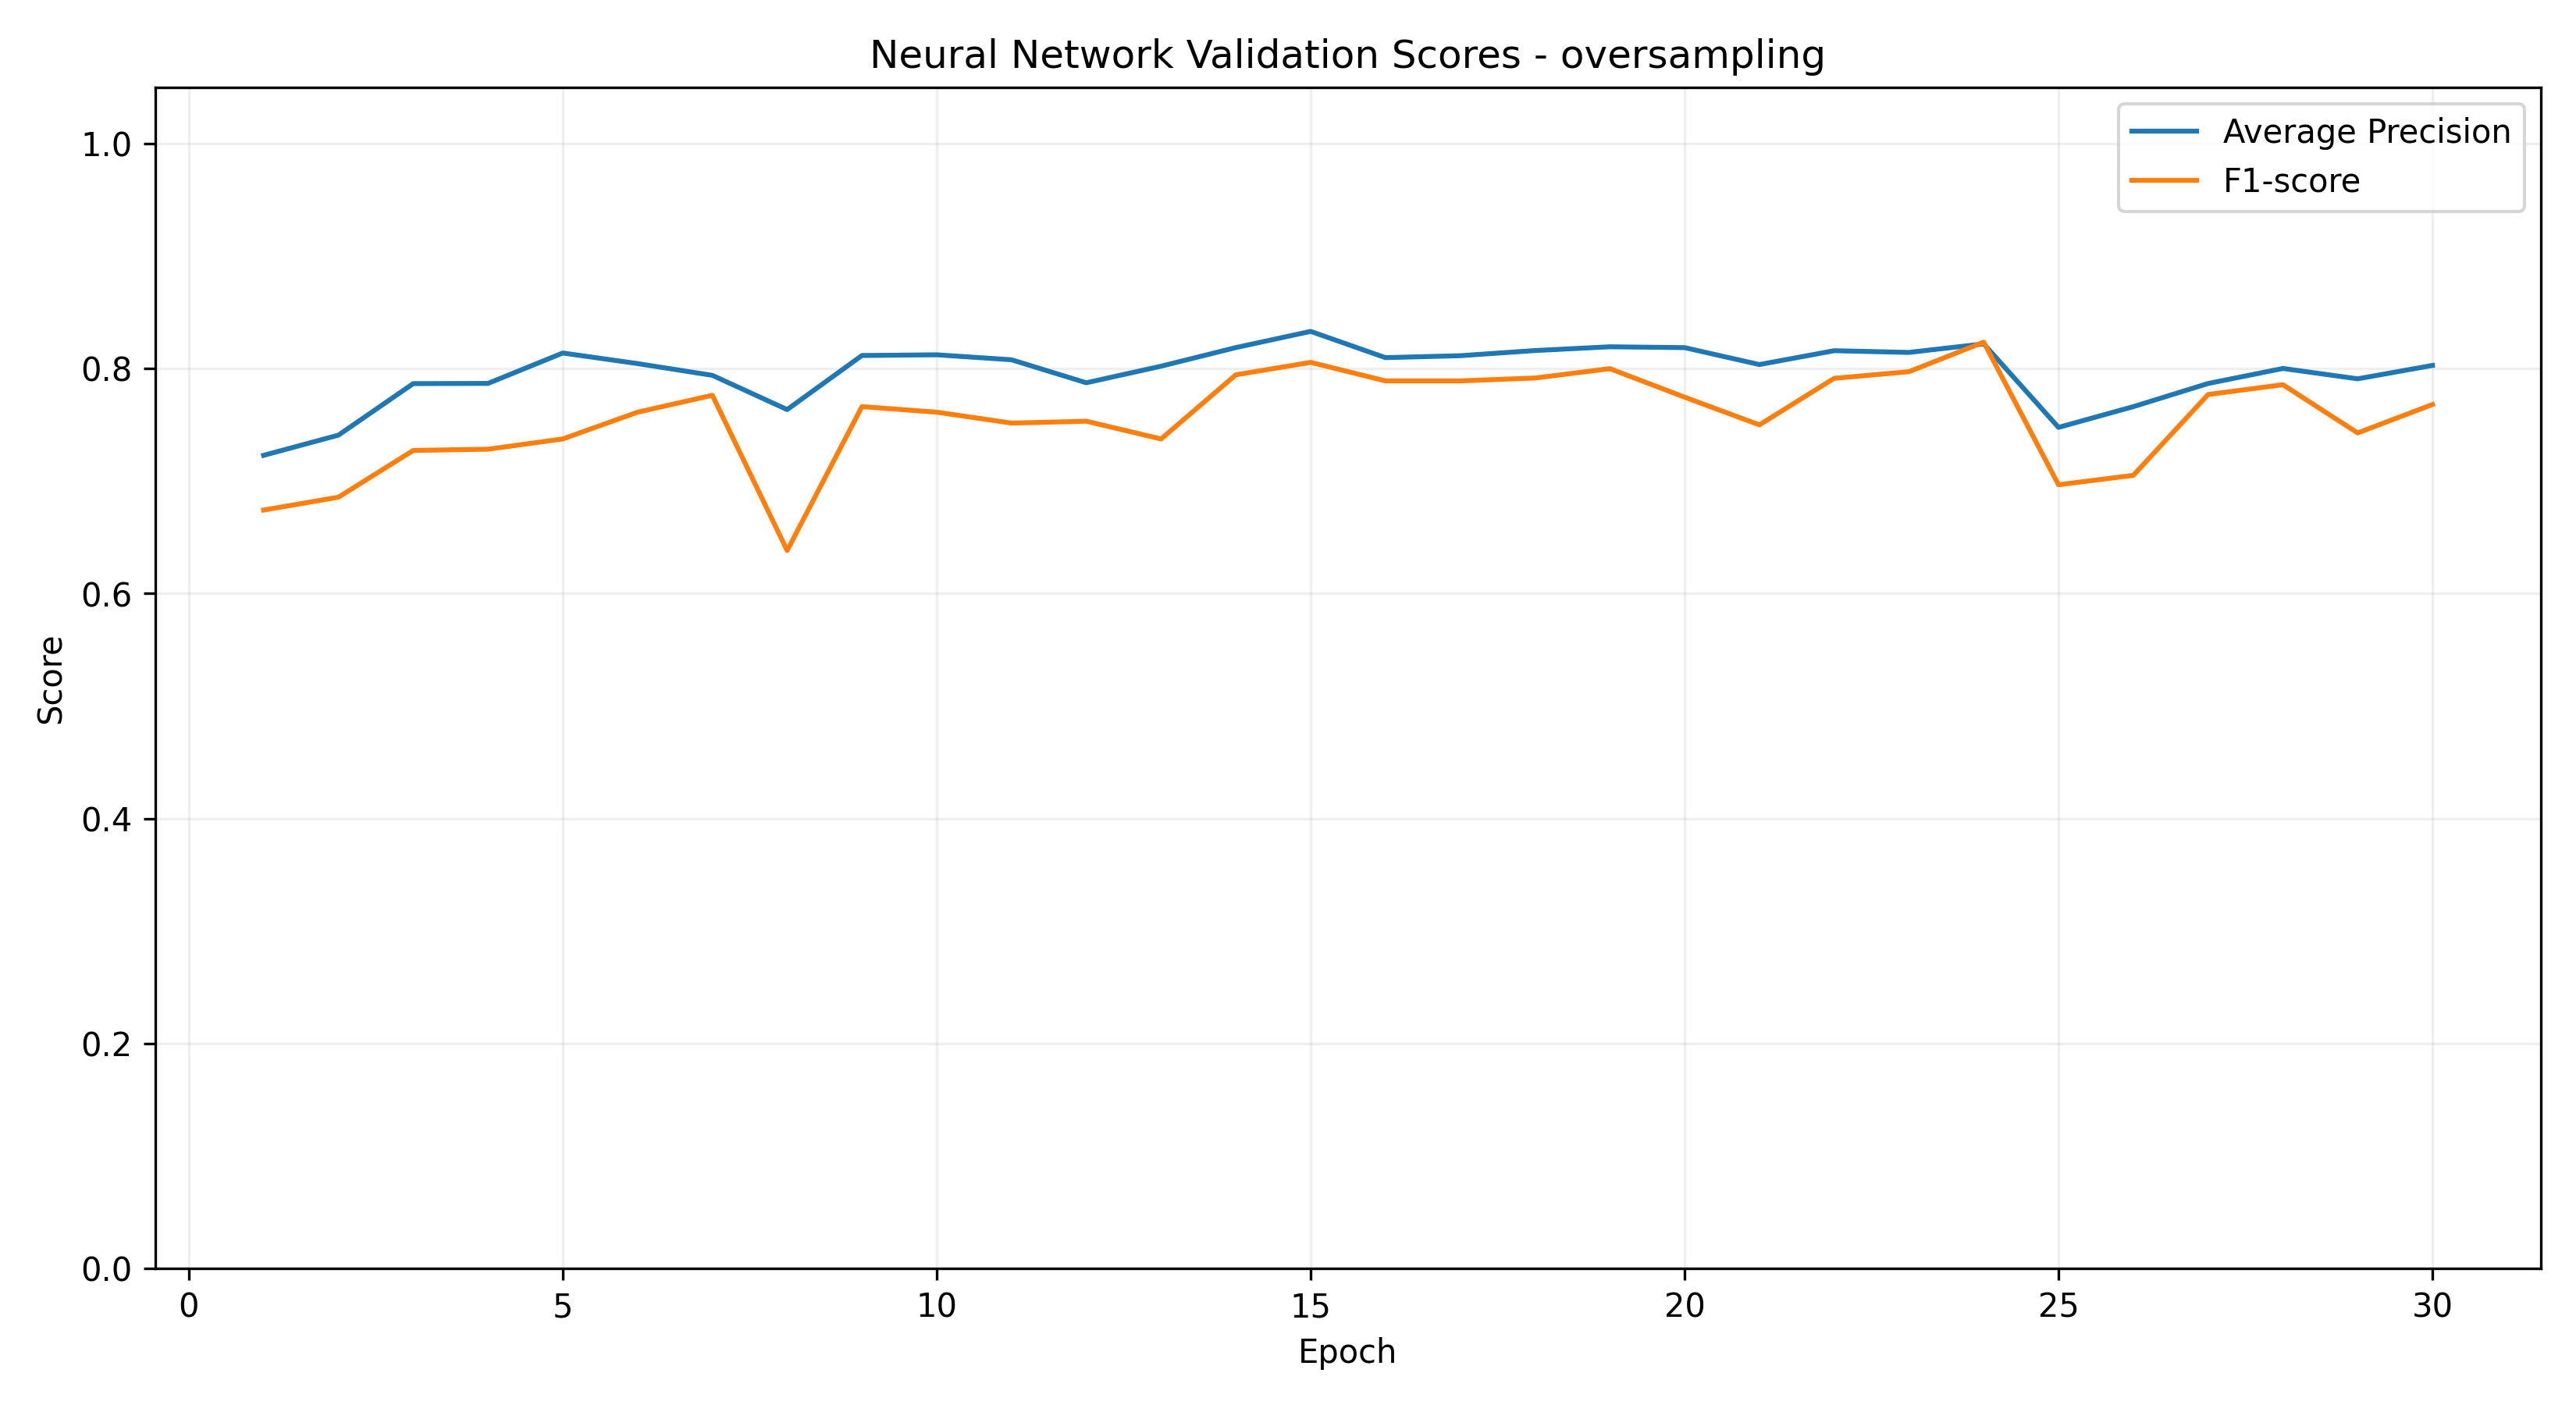 Neural Network Validation Scores - oversampling
Average Precision
F1-score
1.0
0.8
0.6
0.4
0.2
0.0
Score
0 5 10 15 20 25 30
Epoch